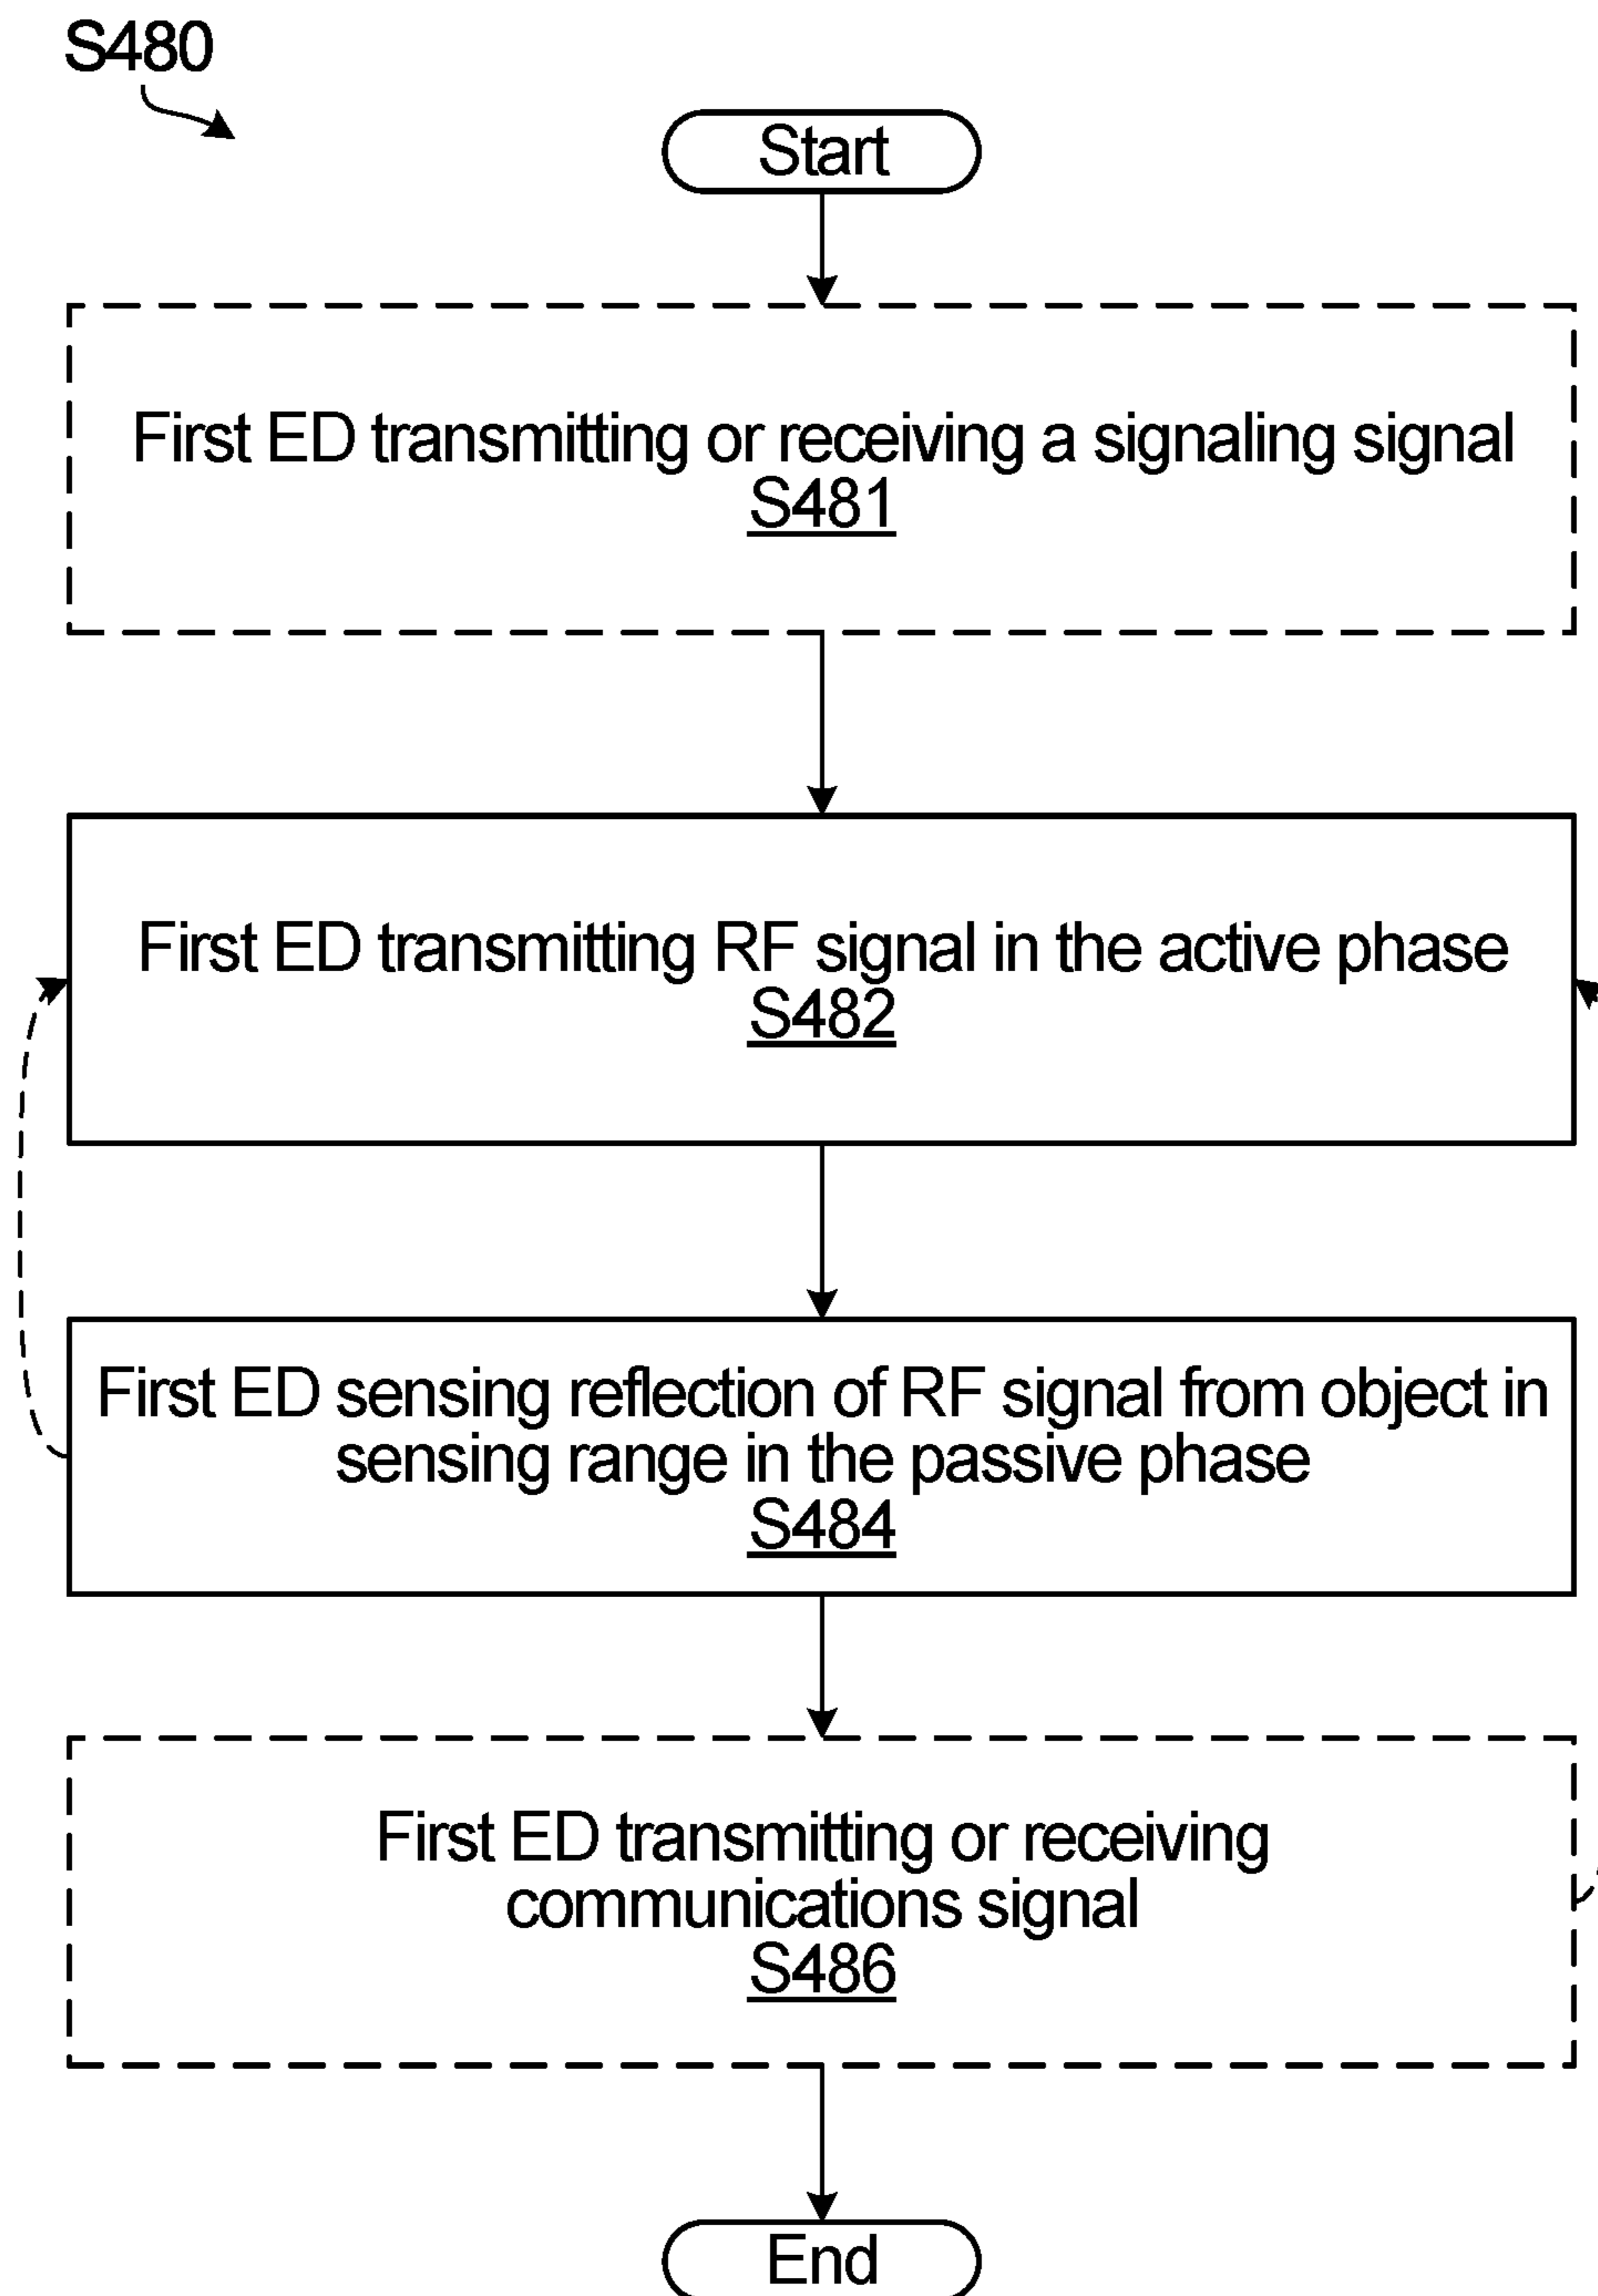 S480
Start
First ED transmitting or receiving a signaling signal
S481
First ED transmitting RF signal in the active phase
S482
First ED sensing reflection of RF signal from object in
sensing range in the passive phase
S484
First ED transmitting or receiving
communications signal
S486
End